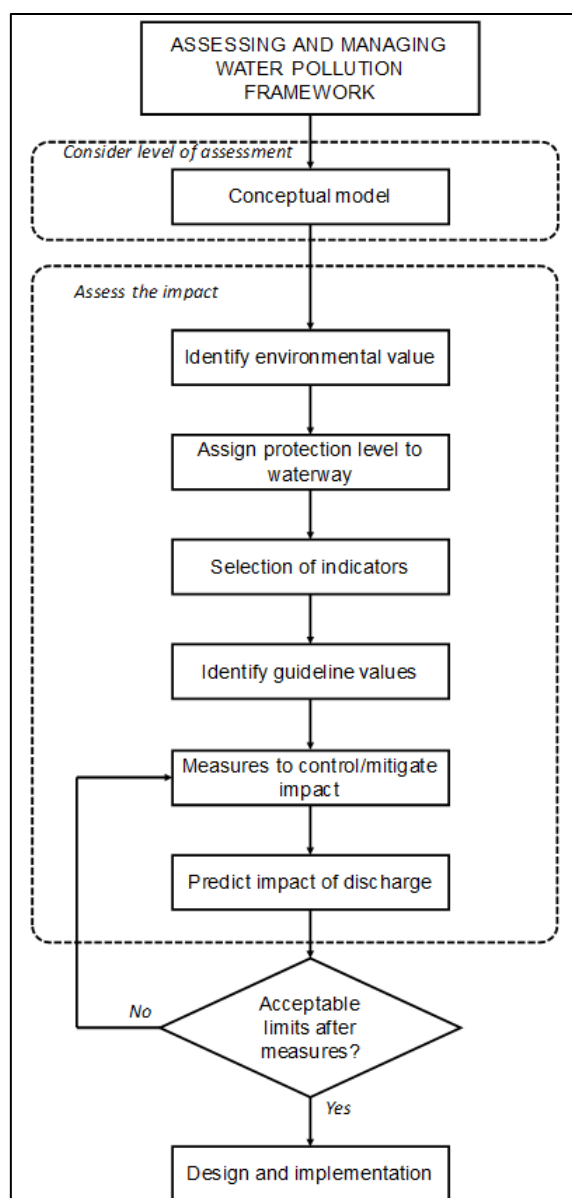 ASSESSING AND MANAGING
WATER POLLUTION
FRAMEWORK
Consider level of assessment
Conceptual model
Assess the impact
Identify environmental value
Assign protection level to
waterway
Selection of indicators
Identify guideline values
Measures to control/mitigate
impact
Predict impact of discharge
Acceptable
limits after
measures?
No
Yes
Design and implementation